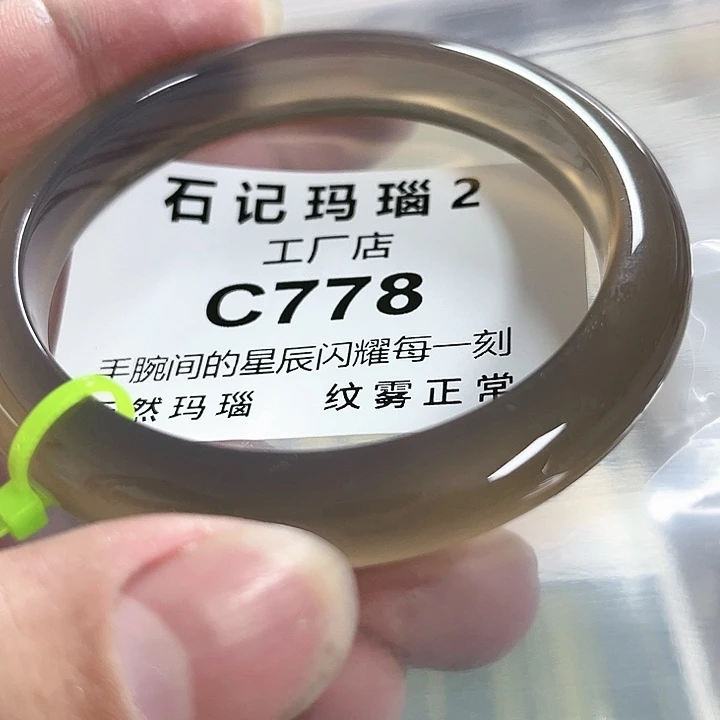 石记玛瑙2
工厂店
C778
手腕间的星辰闪耀每一刻
然玛瑙 纹雾正常